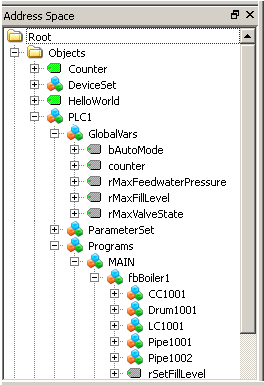 Address Space
Root
Objects
Counter
DeviceSet
HelloWorld
PLC1
GlobalVars
bAutoMode
counter
rMaxFeedwaterPressure
rMaxFillLevel
rMaxValveState
ParameterSet
Programs
MAIN
fbBoiler1
CC1001
Drum1001
LC1001
Pipe1001
Pipe1002
rSetFillLevel